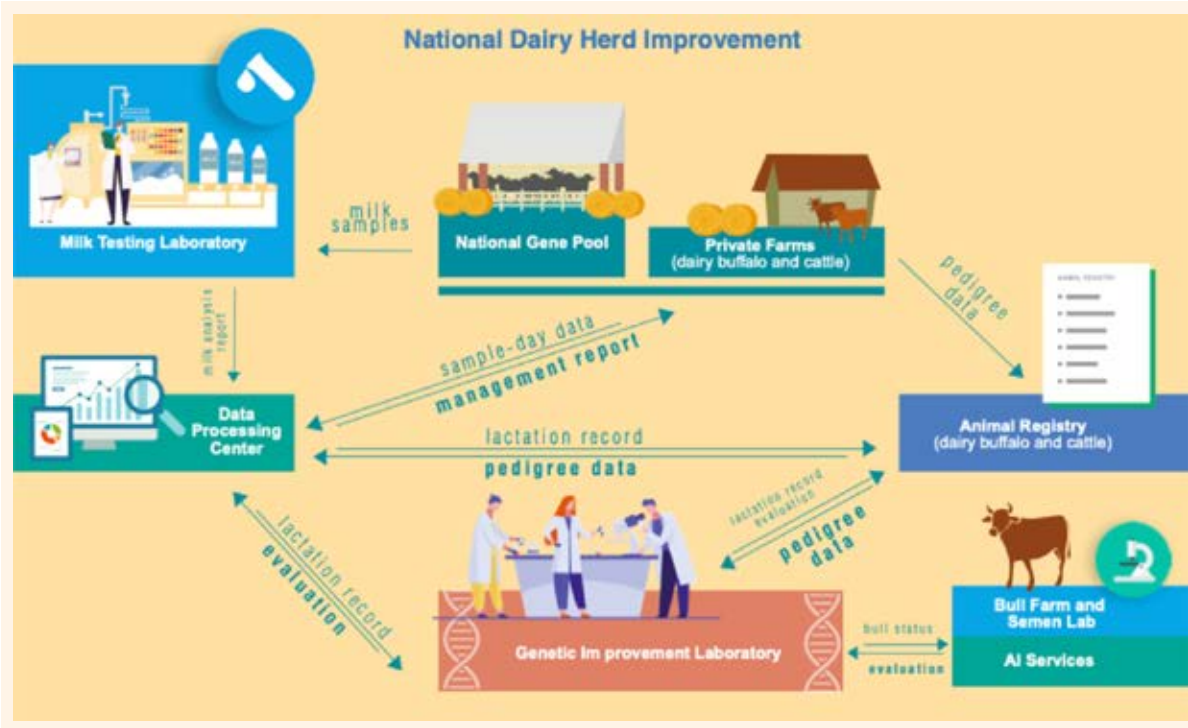 National Dairy Herd Improvement
Milk Testing Laboratory
milk
samples
National Gene Pool
Private Farms
(dairy buffalo and cattle)
pedigree
data
ANIMAL REGISTRY
milk analysis
report
sample-day data
management report
Data
Processing
Center
lactation record
pedigree data
Animal Registry
(dairy buffalo and cattle)
lactation record
evaluation
pedigree
data
lactation record
evaluation
Genetic Im provement Laboratory
bull status
evaluation
Bull Farm and
Semen Lab
AI Services